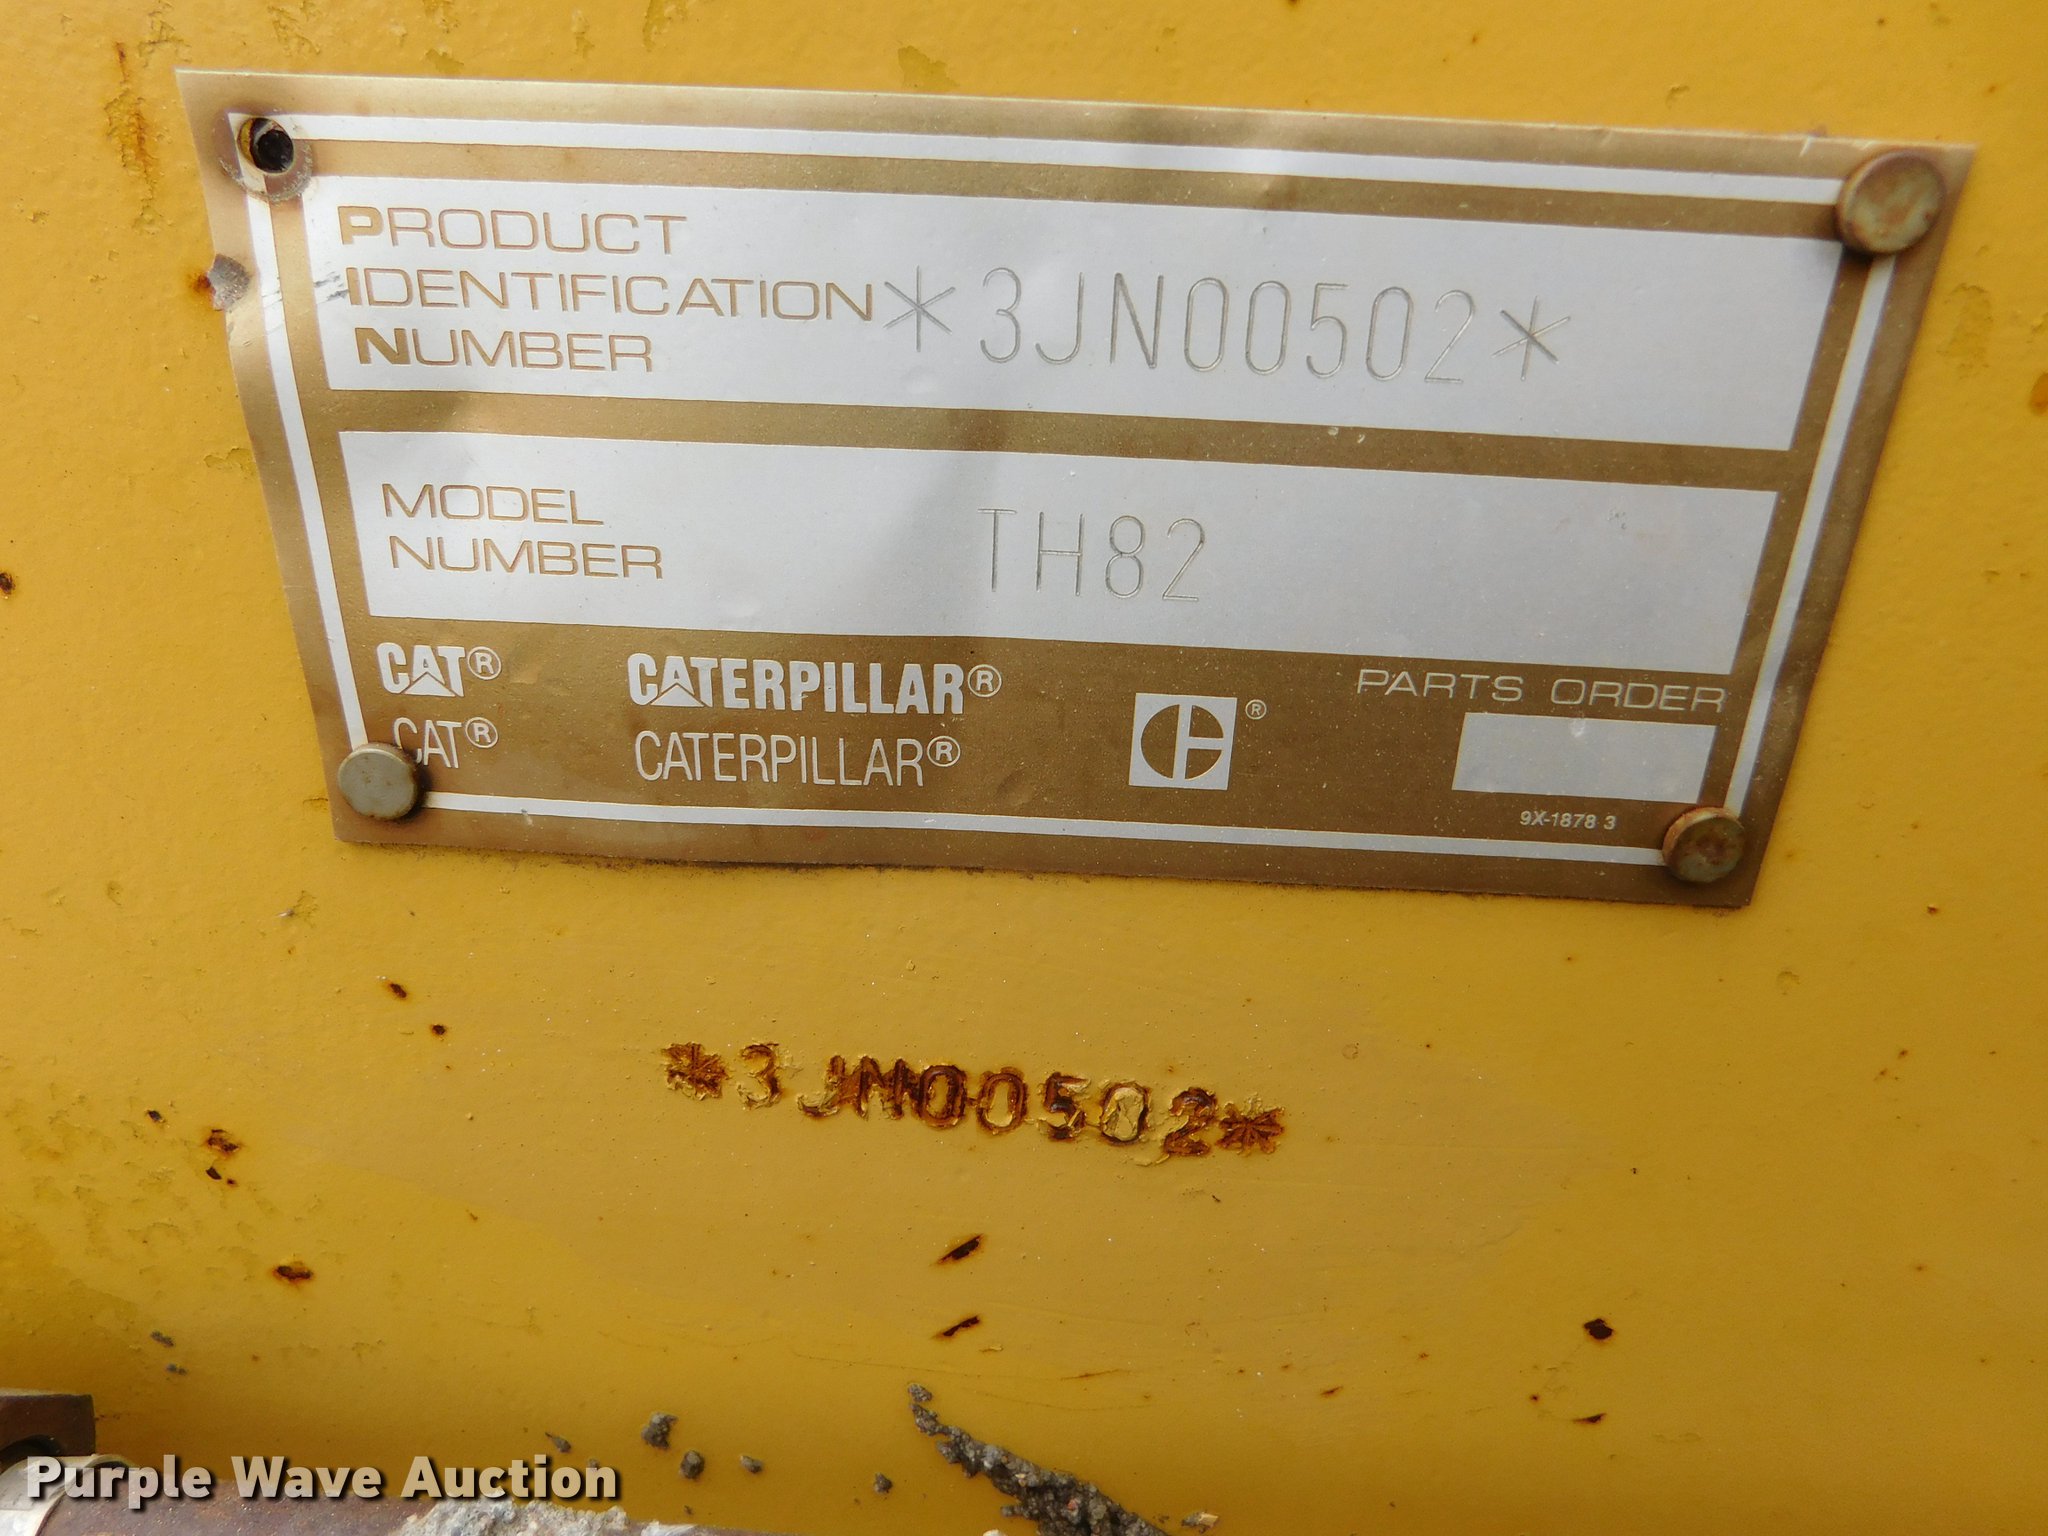 PRODUCT
IDENTIFICATION
NUMBER
*3JN00502*
MODEL
NUMBER
TH82
CAT® CATERPILLAR®
CAT® CATERPILLAR®
®
PARTS ORDER
9X-1878 3
*3JN00502*
Purple Wave Auction